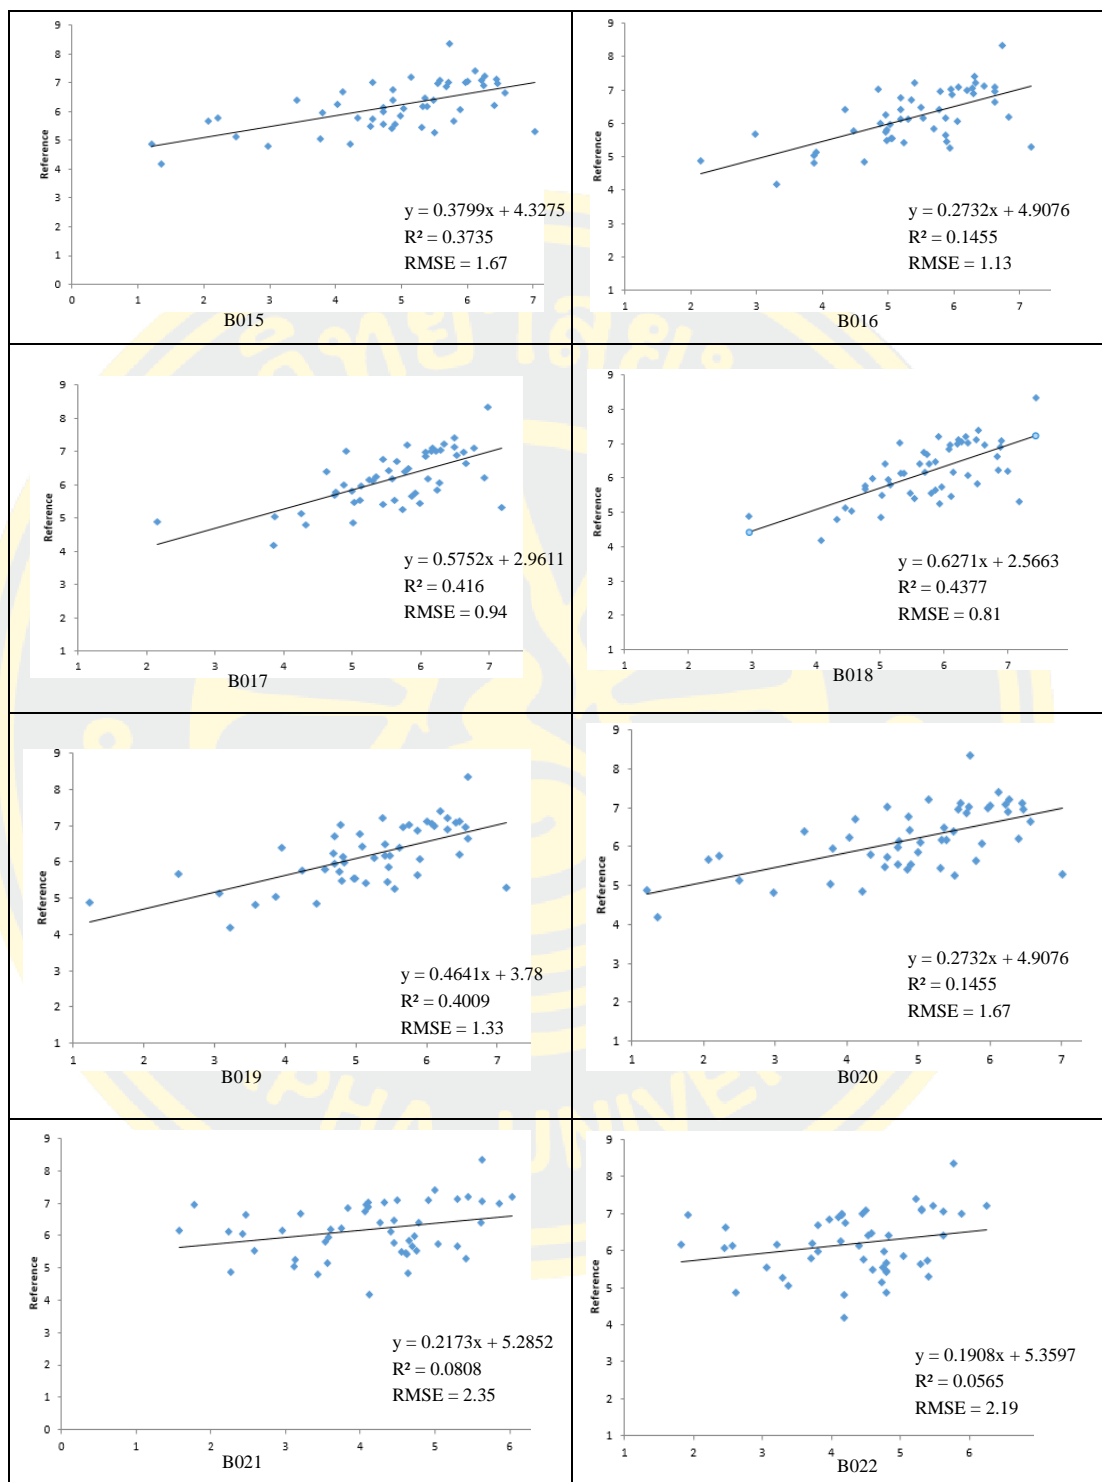 9
8
7
6
5
4
3
2
1
0
Reference
0 1 2 3 4 5 6 7
y = 0.3799x + 4.3275
R² = 0.3735
RMSE = 1.67
B015
9
8
7
6
5
4
3
2
1
Reference
1 2 3 4 5 6 7
y = 0.2732x + 4.9076
R² = 0.1455
RMSE = 1.13
B016
9
8
7
6
5
4
3
2
1
Reference
1 2 3 4 5 6 7
y = 0.5752x + 2.9611
R² = 0.416
RMSE = 0.94
B017
9
8
7
6
5
4
3
2
1
Reference
1 2 3 4 5 6 7
y = 0.6271x + 2.5663
R² = 0.4377
RMSE = 0.81
B018
9
8
7
6
5
4
3
2
1
Reference
1 2 3 4 5 6 7
y = 0.4641x + 3.78
R² = 0.4009
RMSE = 1.33
B019
9
8
7
6
5
4
3
2
1
Reference
1 2 3 4 5 6 7
y = 0.2732x + 4.9076
R² = 0.1455
RMSE = 1.67
B020
9
8
7
6
5
4
3
2
1
0
Reference
0 1 2 3 4 5 6
y = 0.2173x + 5.2852
R² = 0.0808
RMSE = 2.35
B021
9
8
7
6
5
4
3
2
1
Reference
1 2 3 4 5 6
y = 0.1908x + 5.3597
R² = 0.0565
RMSE = 2.19
B022